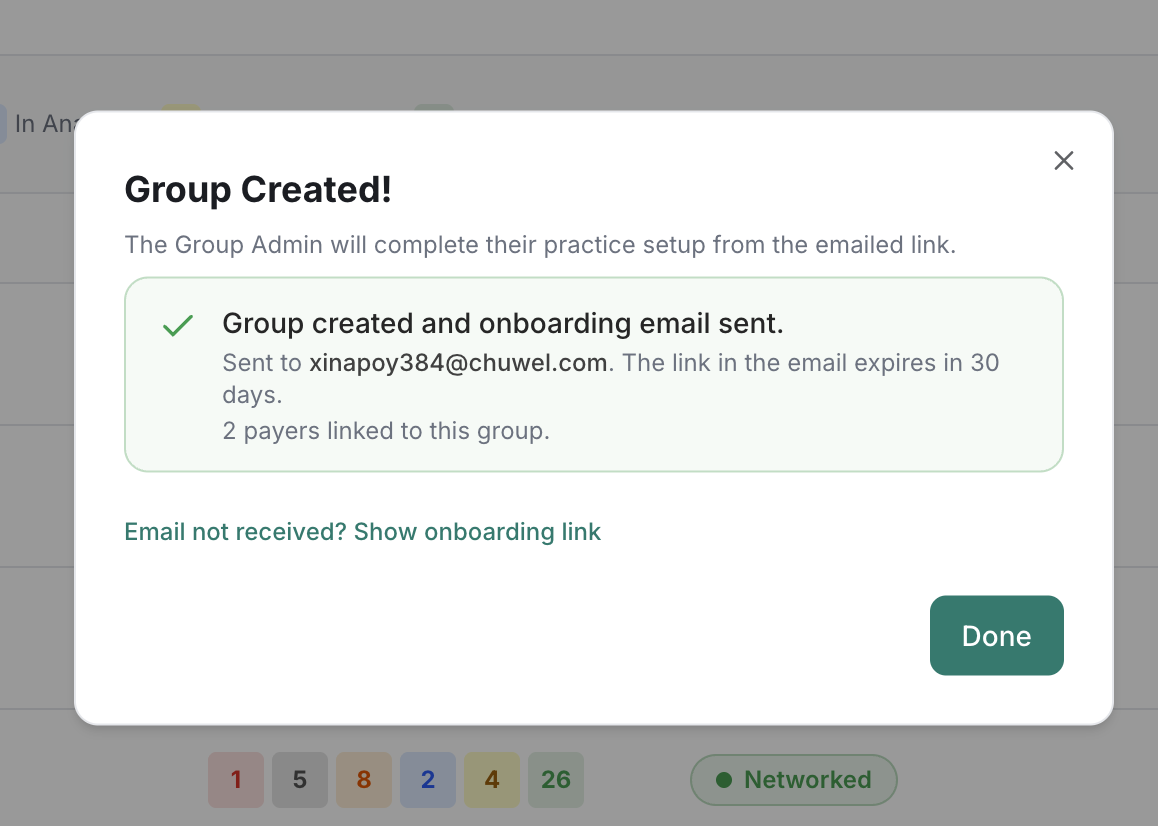 In Ana
Group Created!
The Group Admin will complete their practice setup from the emailed link.
Group created and onboarding email sent.
Sent to xinapoy384@chuwel.com. The link in the email expires in 30
days.
2 payers linked to this group.
Email not received? Show onboarding link
Done
1 5 8 2 4 26 Networked